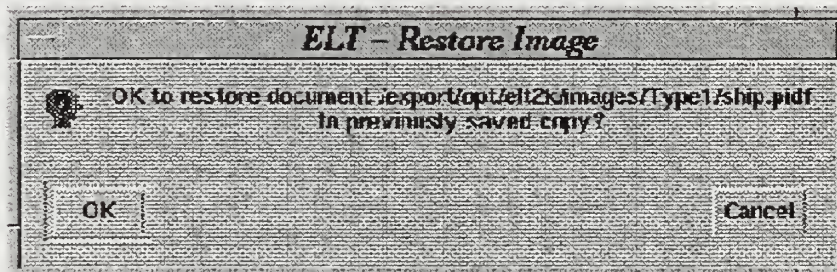 ELT – Restore Image
OK to restore document /export/opt/elt2k/images/Type1/ship.pidf
to previously saved copy?
OK
Cancel